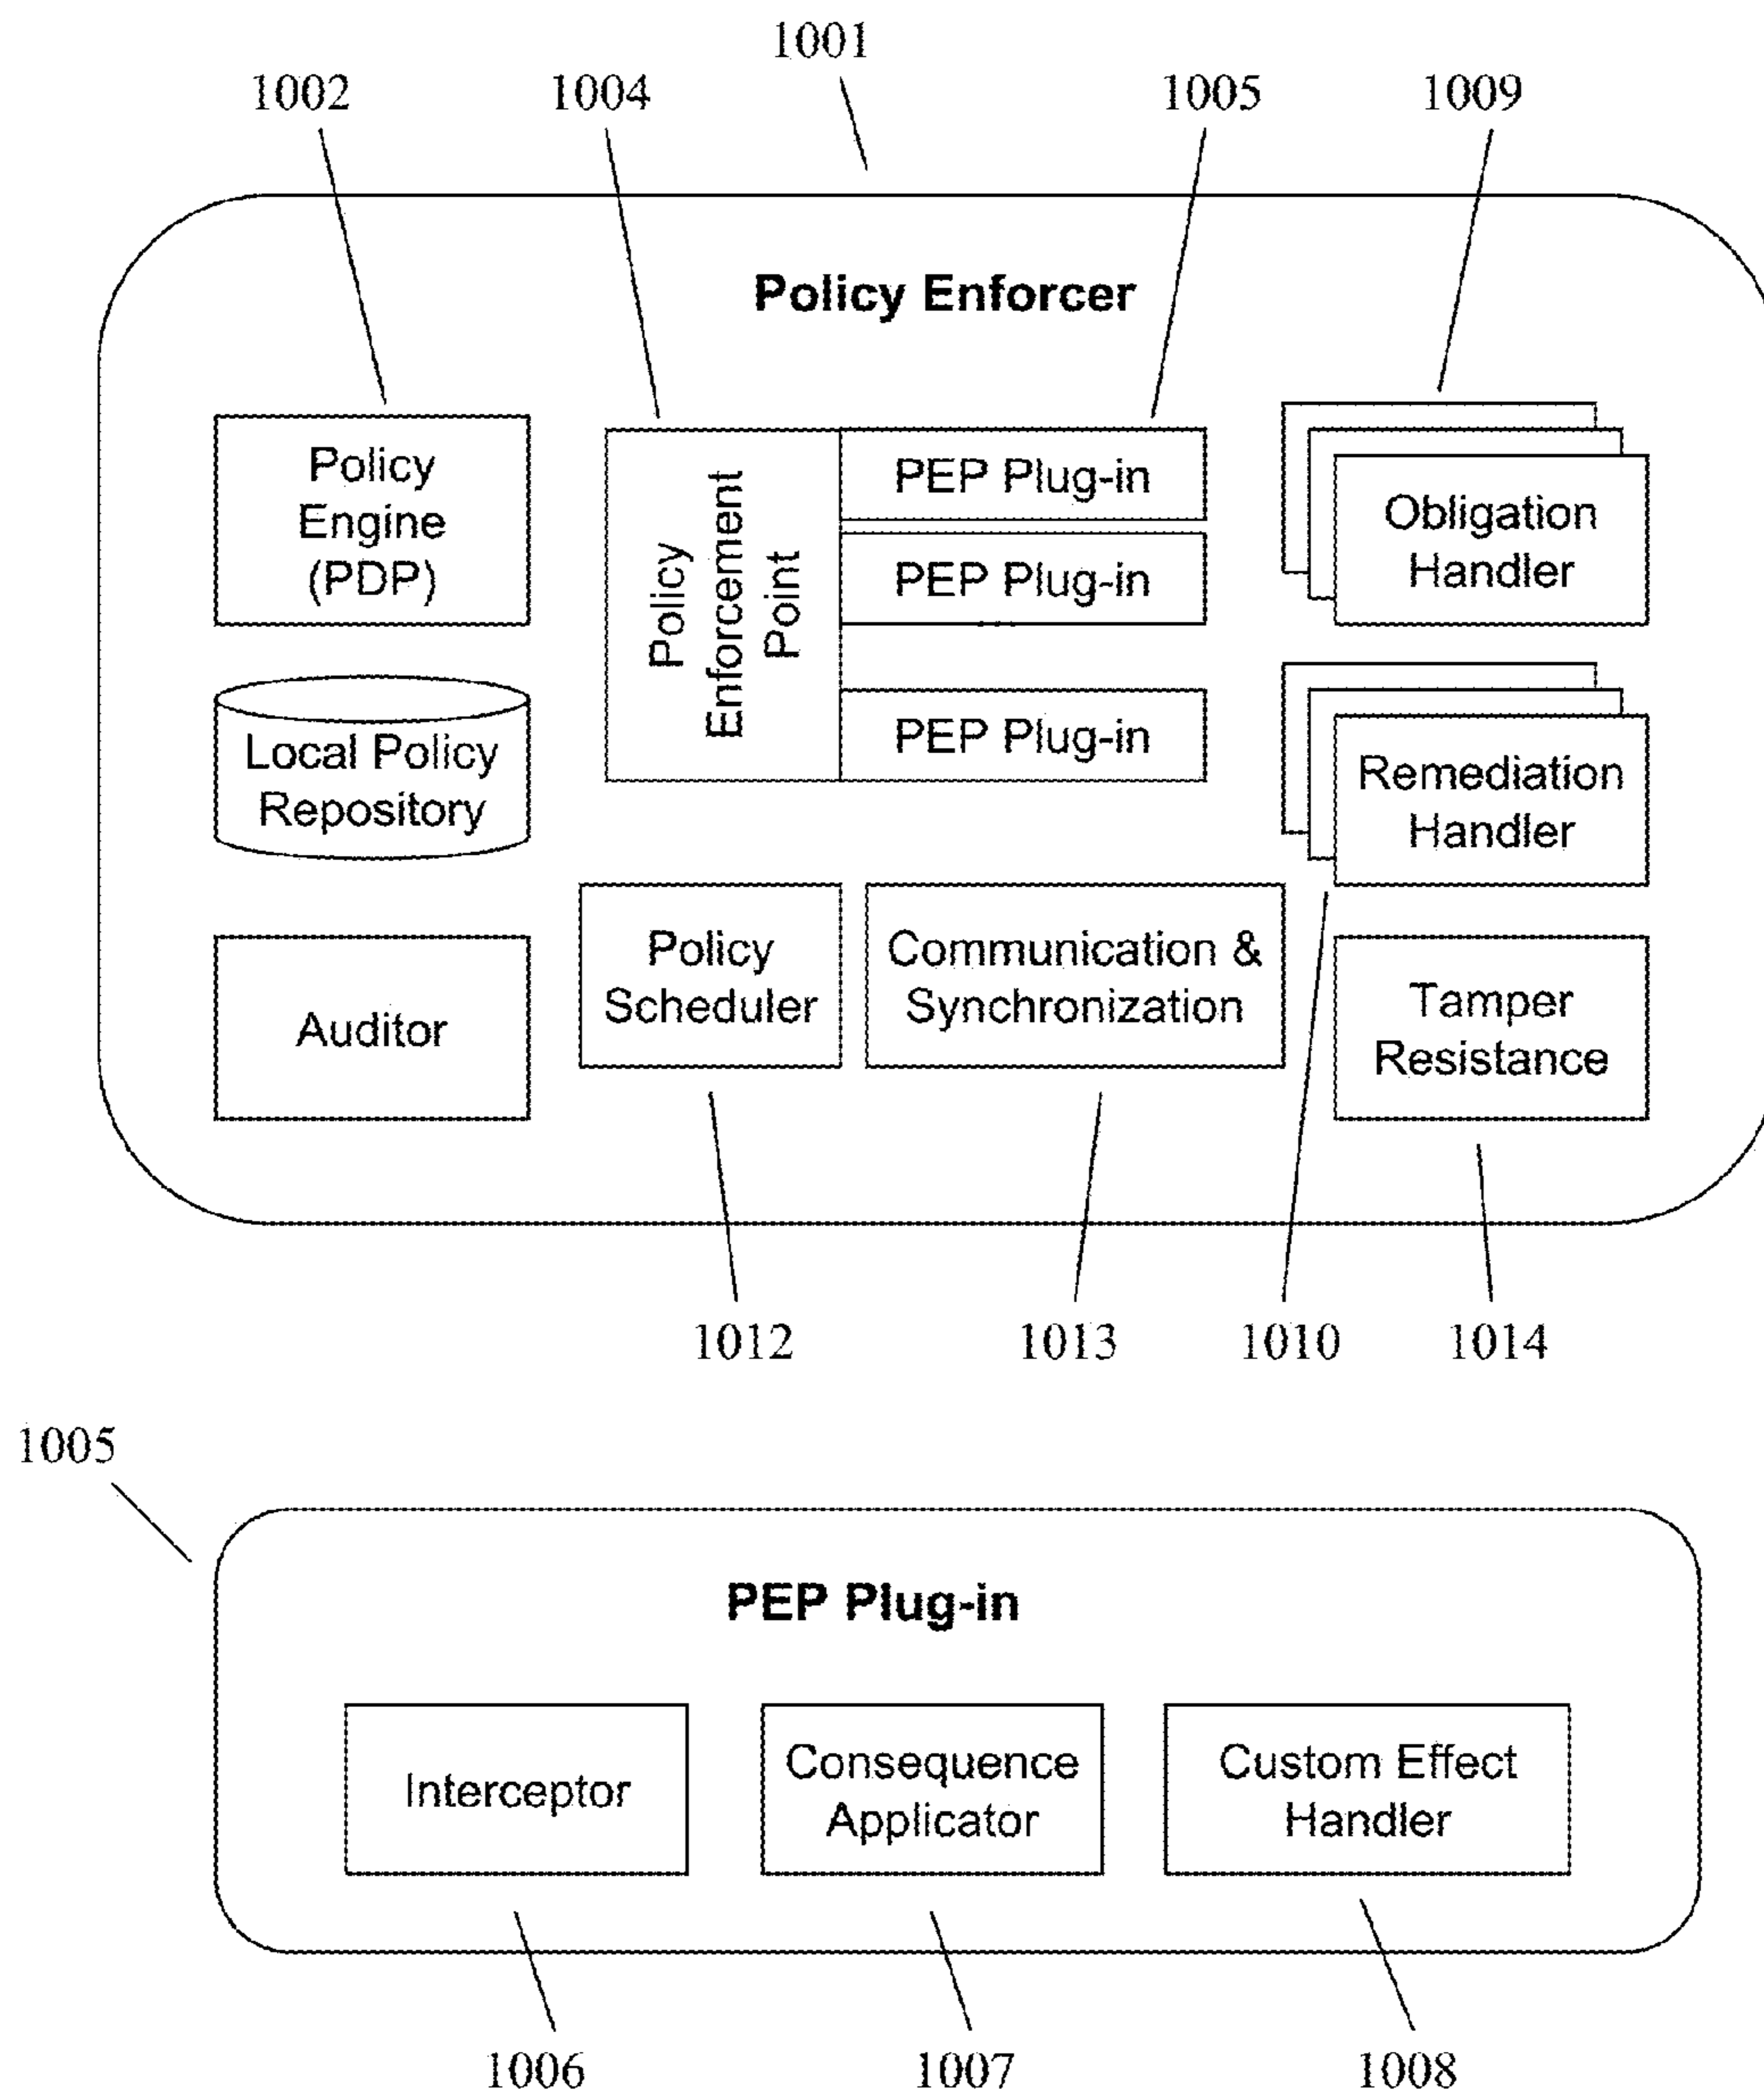 1001
1002
1004
1005
1009
Policy Enforcer
Policy
Engine
(PDP)
Policy
Enforcement
Point
PEP Plug-in
PEP Plug-in
PEP Plug-in
Obligation
Handler
Local Policy
Repository
Remediation
Handler
Auditor
Policy
Scheduler
Communication &
Synchronization
Tamper
Resistance
1012
1013
1010
1014
1005
PEP Plug-in
Interceptor
Consequence
Applicator
Custom Effect
Handler
1006
1007
1008